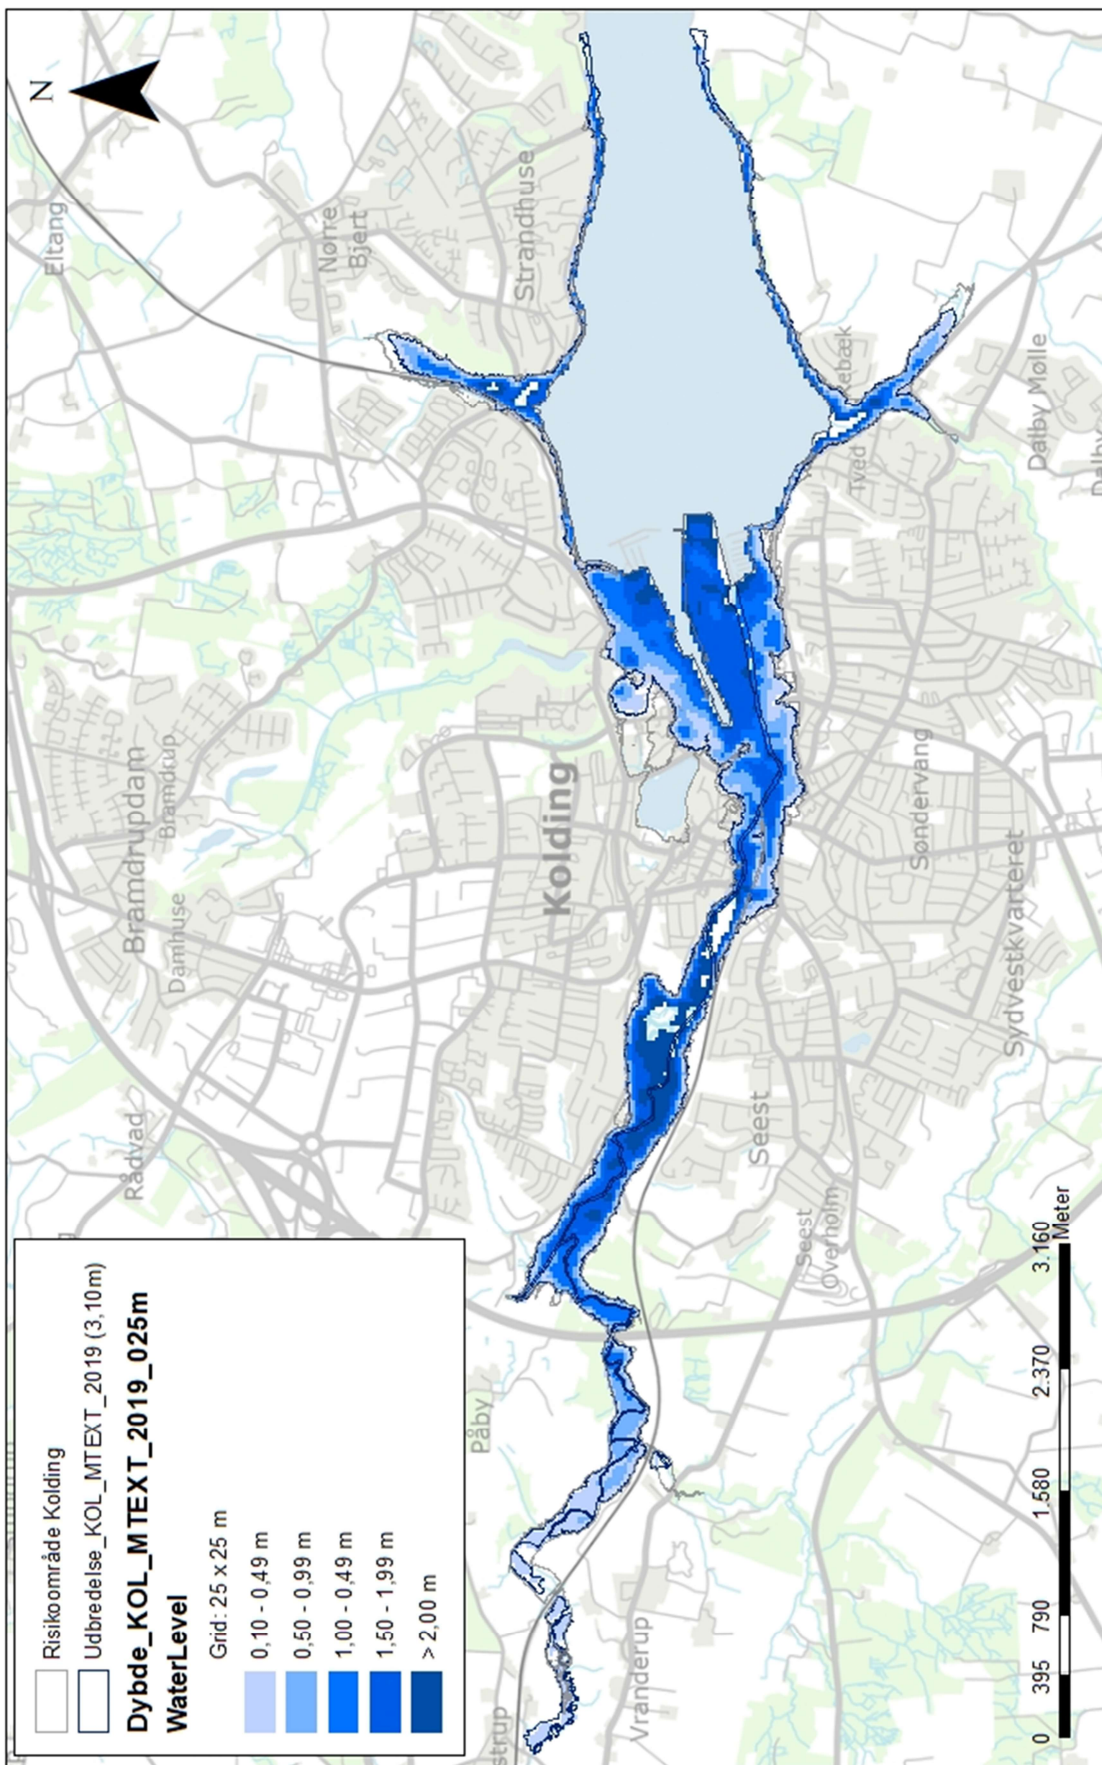 N
Risikoområde Kolding
Udbredelse_KOL_MTEXT_2019 (3,10m)
Dybde_KOL_MTEXT_2019_025m
WaterLevel
Grid: 25 x 25 m
0,10 - 0,49 m
0,50 - 0,99 m
1,00 - 0,49 m
1,50 - 1,99 m
> 2,00 m
Eltang
Nørre
Bjert
Strandhuse
Bramdrupdam
Bramdrup
Damhuse
Rådvad
Kolding
Påby
Tved
Dalby Mølle
Dalby
Søndervang
Sydvestkvarteret
Seest
Seest
Overholm
Vranderup
strup
0 395 790 1.580 2.370 3.160
Meter